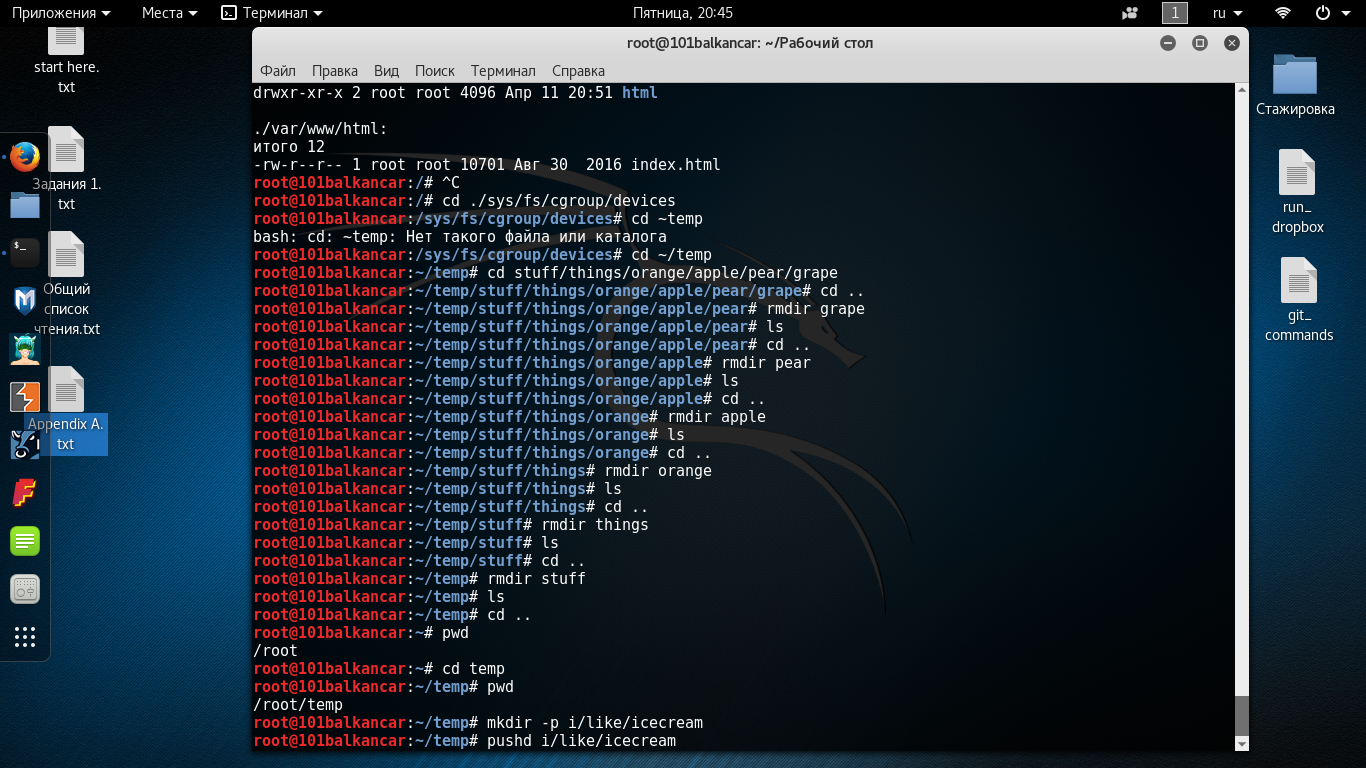 Приложения
Места
Терминал
Пятница, 20:45
1
ru
start here.
txt
Задания 1.
txt
Общий
список
чтения.txt
Appendix A.
txt
root@101balkancar: ~/Рабочий стол
Файл Правка Вид Поиск Терминал Справка
drwxr-xr-x 2 root root 4096 Апр 11 20:51 html
./var/www/html:
итого 12
-rw-r--r-- 1 root root 10701 Авг 30  2016 index.html
root@101balkancar:/# ^C
root@101balkancar:/# cd ./sys/fs/cgroup/devices
root@101balkancar:/sys/fs/cgroup/devices# cd ~temp
bash: cd: ~temp: Нет такого файла или каталога
root@101balkancar:/sys/fs/cgroup/devices# cd ~/temp
root@101balkancar:~/temp# cd stuff/things/orange/apple/pear/grape
root@101balkancar:~/temp/stuff/things/orange/apple/pear/grape# cd ..
root@101balkancar:~/temp/stuff/things/orange/apple/pear# rmdir grape
root@101balkancar:~/temp/stuff/things/orange/apple/pear# ls
root@101balkancar:~/temp/stuff/things/orange/apple/pear# cd ..
root@101balkancar:~/temp/stuff/things/orange/apple# rmdir pear
root@101balkancar:~/temp/stuff/things/orange/apple# ls
root@101balkancar:~/temp/stuff/things/orange/apple# cd ..
root@101balkancar:~/temp/stuff/things/orange# rmdir apple
root@101balkancar:~/temp/stuff/things/orange# ls
root@101balkancar:~/temp/stuff/things/orange# cd ..
root@101balkancar:~/temp/stuff/things# rmdir orange
root@101balkancar:~/temp/stuff/things# ls
root@101balkancar:~/temp/stuff/things# cd ..
root@101balkancar:~/temp/stuff# rmdir things
root@101balkancar:~/temp/stuff# ls
root@101balkancar:~/temp/stuff# cd ..
root@101balkancar:~/temp# rmdir stuff
root@101balkancar:~/temp# ls
root@101balkancar:~/temp# cd ..
root@101balkancar:~# pwd
/root
root@101balkancar:~# cd temp
root@101balkancar:~/temp# pwd
/root/temp
root@101balkancar:~/temp# mkdir -p i/like/icecream
root@101balkancar:~/temp# pushd i/like/icecream
Стажировка
run_
dropbox
git_
commands